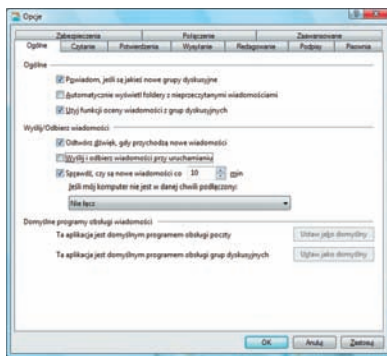 Opcje
Zabezpieczenia Połączenie Zaawansowane
Ogólne Czytanie Potwierdzenia Wysyłanie Redagowanie Podpisy Pisownia
Ogólne
Powiadom, jeśli są jakieś nowe grupy dyskusyjne
Automatycznie wyświetl foldery z nieprzeczytanymi wiadomościami
Użyj funkcji oceny wiadomości z grup dyskusyjnych
Wyślij/Odbierz wiadomości
Odtwórz dźwięk, gdy przychodzą nowe wiadomości
Wyślij i odbierz wiadomości przy uruchamianiu
Sprawdź, czy są nowe wiadomości co 10 min
Jeśli mój komputer nie jest w danej chwili podłączony:
Nie łącz
Domyślne programy obsługi wiadomości
Ta aplikacja jest domyślnym programem obsługi poczty Ustaw jako domyślny
Ta aplikacja jest domyślnym programem obsługi grup dyskusyjnych Ustaw jako domyślny
OK Anuluj Zastosuj